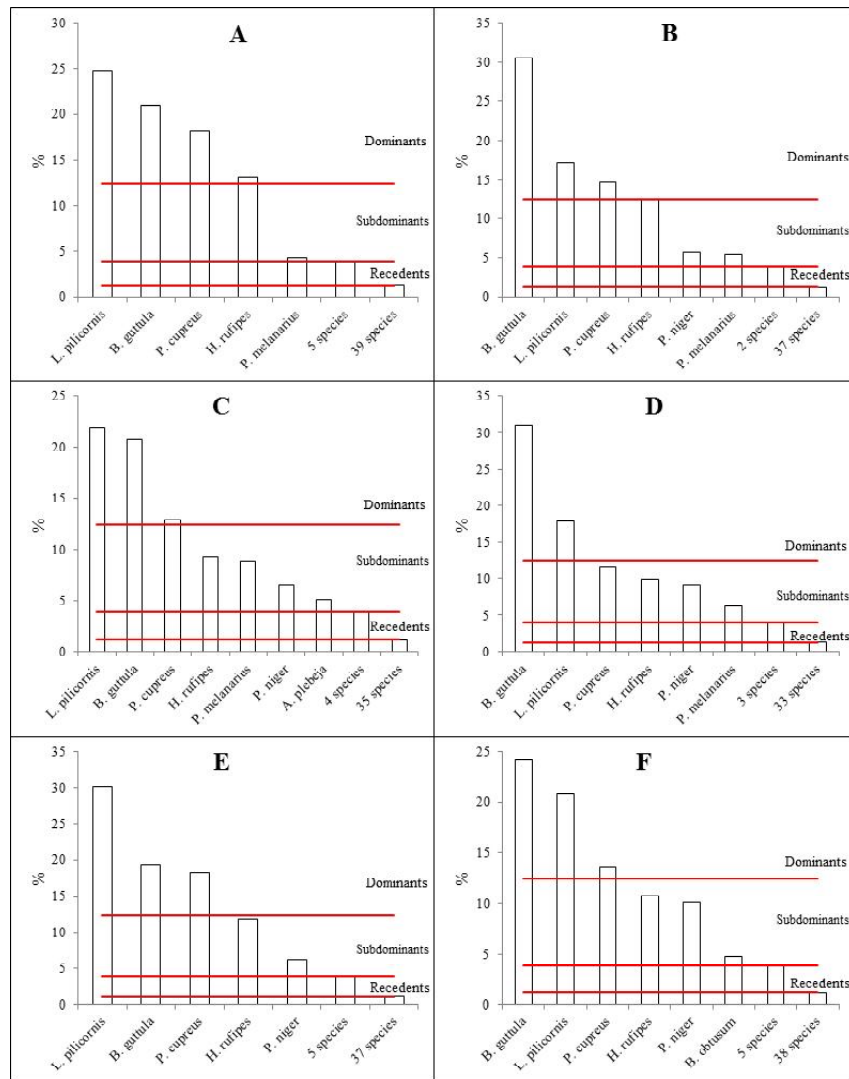 A
30
25
20
15
10
5
0
%
Dominants
Subdominants
Recedents
L. pilicornis
B. guttula
P. cupreus
H. rufipes
P. melanarius
5 species
39 species
B
35
30
25
20
15
10
5
0
%
Dominants
Subdominants
Recedents
B. guttula
L. pilicornis
P. cupreus
H. rufipes
P. niger
P. melanarius
2 species
37 species
C
25
20
15
10
5
0
%
Dominants
Subdominants
Recedents
L. pilicornis
B. guttula
P. cupreus
H. rufipes
P. melanarius
P. niger
A. plebeja
4 species
35 species
D
35
30
25
20
15
10
5
0
%
Dominants
Subdominants
Recedents
B. guttula
L. pilicornis
P. cupreus
H. rufipes
P. niger
P. melanarius
3 species
33 species
E
35
30
25
20
15
10
5
0
%
Dominants
Subdominants
Recedents
L. pilicornis
B. guttula
P. cupreus
H. rufipes
P. niger
5 species
37 species
F
25
20
15
10
5
0
%
Dominants
Subdominants
Recedents
B. guttula
L. pilicornis
P. cupreus
H. rufipes
P. niger
B. obtusum
5 species
38 species